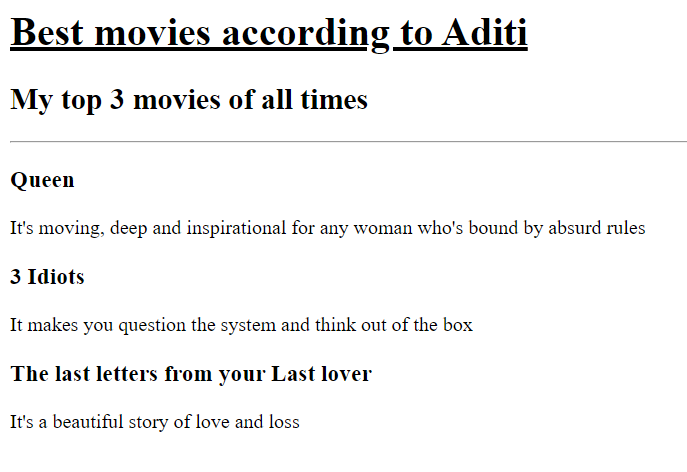 Best movies according to Aditi
My top 3 movies of all times
Queen
It's moving, deep and inspirational for any woman who's bound by absurd rules
3 Idiots
It makes you question the system and think out of the box
The last letters from your Last lover
It's a beautiful story of love and loss